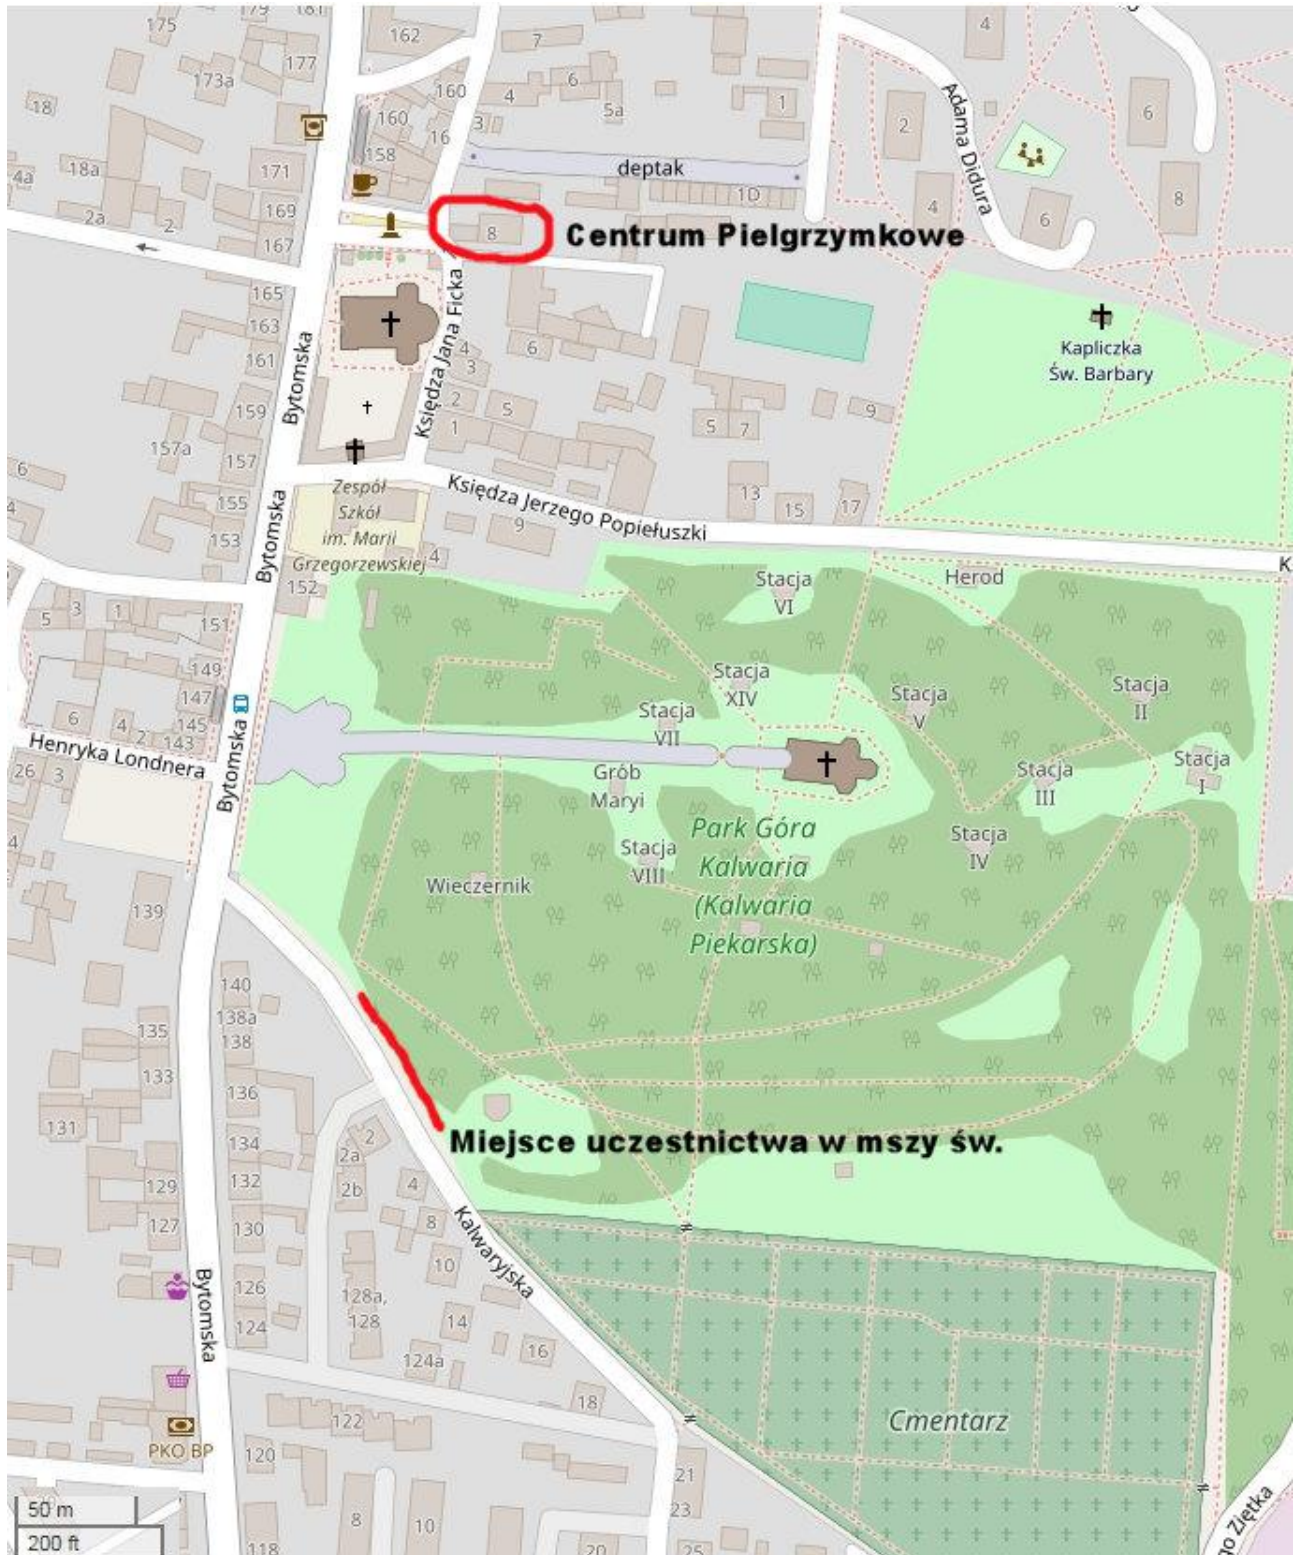 175
179
181
162
7
4
177
173a
18
160
4
6
5a
1
6
160
16
3
2
158
deptak
Adama Didura
18a
171
4a
2a
2
169
1D
4
6
8
167
8
Centrum Pielgrzymkowe
165
163
161
Bytomska
Księdza Jana Ficka
4
3
6
2
5
1
Kapliczka
Św. Barbary
159
157a
157
5
7
9
6
4
155
153
Bytomska
Zespół
Szkół
im. Marii
Grzegorzewskiej
Księdza Jerzego Popiełuszki
13
15
17
9
4
K
152
Stacja
VI
Herod
5
3
1
151
149
147
145
143
6
4
2
Henryka Londnera
26
3
Bytomska
Stacja
XIV
Stacja
V
Stacja
II
Stacja
VII
Stacja
III
Stacja
I
Grób
Maryi
Stacja
IV
Park Góra
Kalwaria
(Kalwaria
Piekarska)
Stacja
VIII
Wieczernik
4
139
140
138a
138
135
133
136
131
134
2
2a
2b
Miejsce uczestnictwa w mszy św.
129
132
4
127
130
8
Kalwaryjska
10
Bytomska
126
128a,
128
124
14
16
124a
18
122
PKO BP
120
Cmentarz
21
23
8
10
118
20
25
50 m
200 ft
go Ziętka